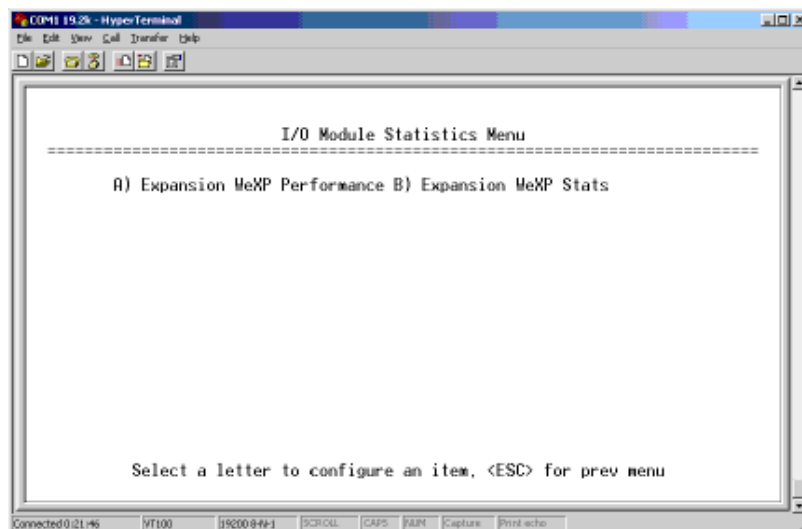 COM1 19.2k - HyperTerminal
File Edit View Call Transfer Help
I/O Module Statistics Menu
============================================================================
A) Expansion WeXP Performance B) Expansion WeXP Stats
Select a letter to configure an item, <ESC> for prev menu
Connected 0:21:46 VT100 19200 8-N-1 SCROLL CAPS NUM Capture Print echo